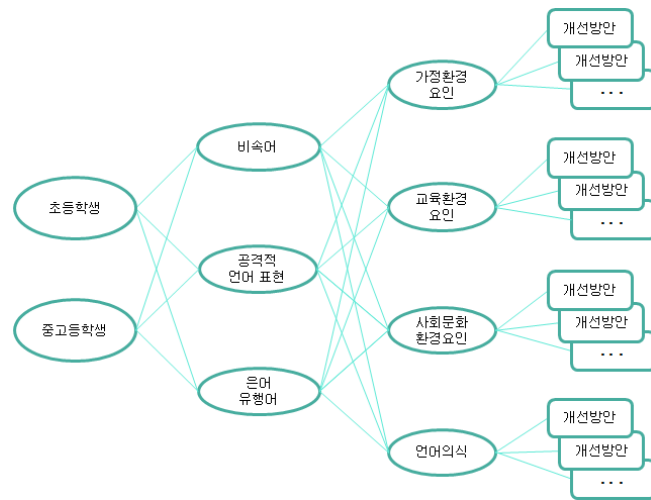 초등학생
중고등학생
비속어
공격적
언어 표현
은어
유행어
가정환경
요인
교육환경
요인
사회문화
환경요인
언어의식
개선방안
개선방안
...
개선방안
개선방안
...
개선방안
개선방안
...
개선방안
개선방안
...